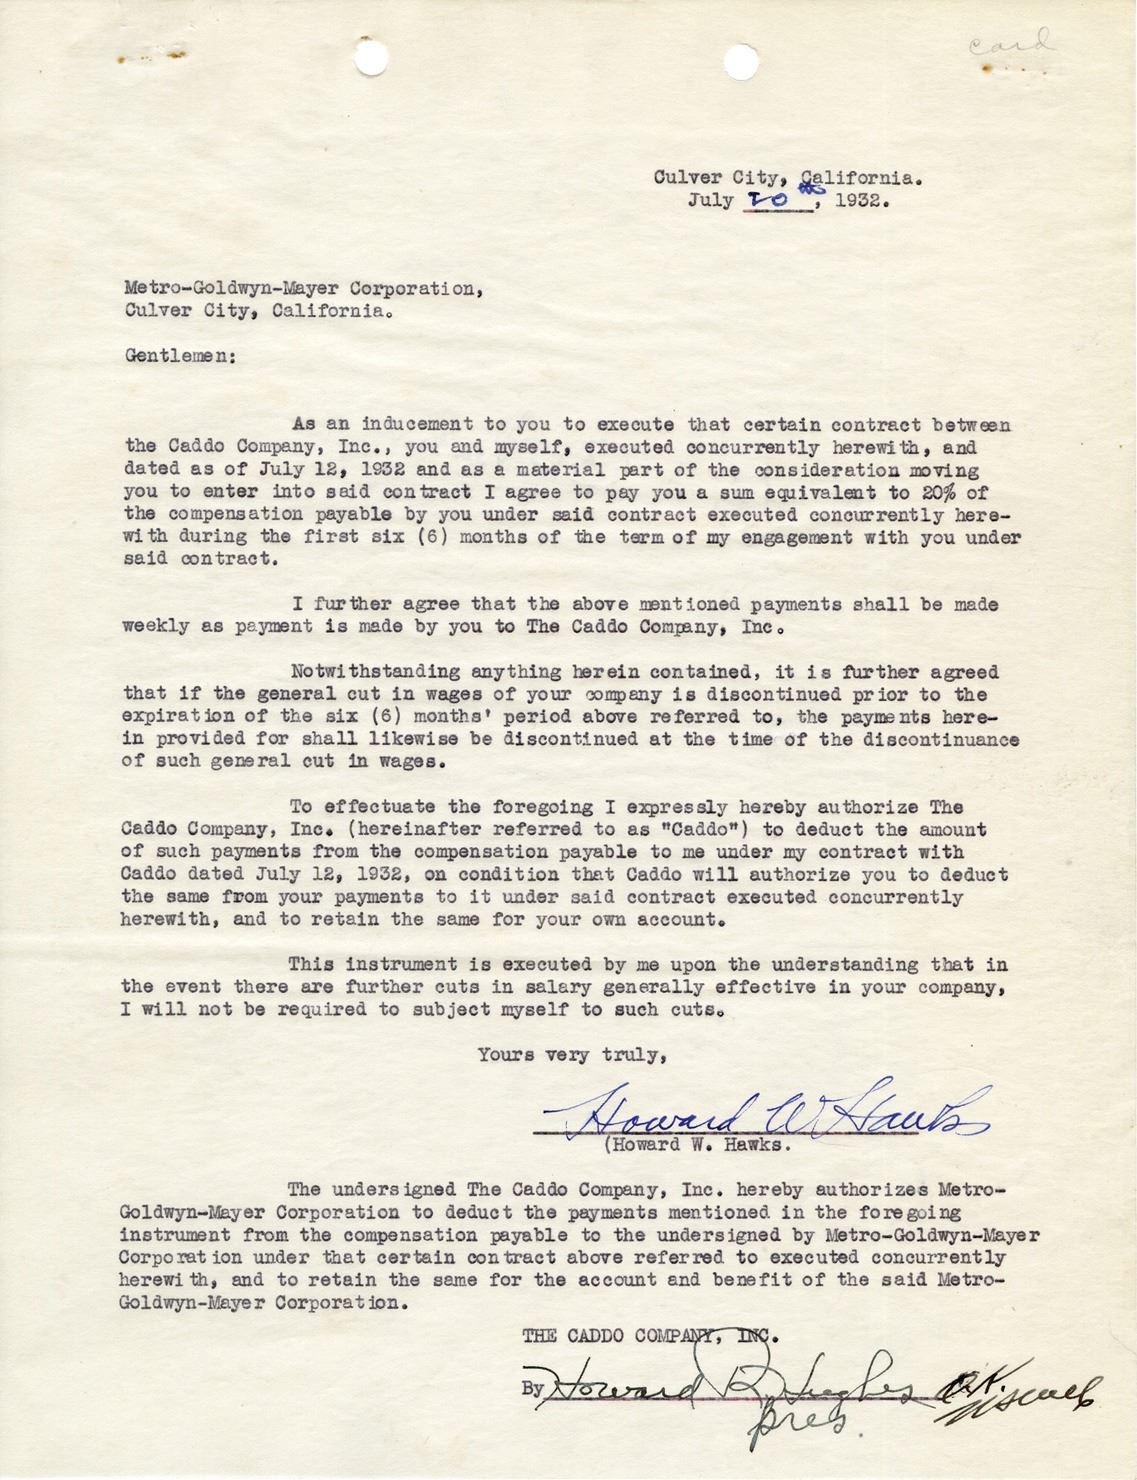 card
Culver City, California.
July 20th, 1932.
Metro-Goldwyn-Mayer Corporation,
Culver City, California.
Gentlemen:
As an inducement to you to execute that certain contract between
the Caddo Company, Inc., you and myself, executed concurrently herewith, and
dated as of July 12, 1932 and as a material part of the consideration moving
you to enter into said contract I agree to pay you a sum equivalent to 20% of
the compensation payable by you under said contract executed concurrently here-
with during the first six (6) months of the term of my engagement with you under
said contract.
I further agree that the above mentioned payments shall be made
weekly as payment is made by you to The Caddo Company, Inc.
Notwithstanding anything herein contained, it is further agreed
that if the general cut in wages of your company is discontinued prior to the
expiration of the six (6) months' period above referred to, the payments here-
in provided for shall likewise be discontinued at the time of the discontinuance
of such general cut in wages.
To effectuate the foregoing I expressly hereby authorize The
Caddo Company, Inc. (hereinafter referred to as "Caddo") to deduct the amount
of such payments from the compensation payable to me under my contract with
Caddo dated July 12, 1932, on condition that Caddo will authorize you to deduct
the same from your payments to it under said contract executed concurrently
herewith, and to retain the same for your own account.
This instrument is executed by me upon the understanding that in
the event there are further cuts in salary generally effective in your company,
I will not be required to subject myself to such cuts.
Yours very truly,
Howard W Hawks
(Howard W. Hawks.
The undersigned The Caddo Company, Inc. hereby authorizes Metro-
Goldwyn-Mayer Corporation to deduct the payments mentioned in the foregoing
instrument from the compensation payable to the undersigned by Metro-Goldwyn-Mayer
Corporation under that certain contract above referred to executed concurrently
herewith, and to retain the same for the account and benefit of the said Metro-
Goldwyn-Mayer Corporation.
THE CADDO COMPANY, INC.
By Howard R. Hughes O.K.
pres.